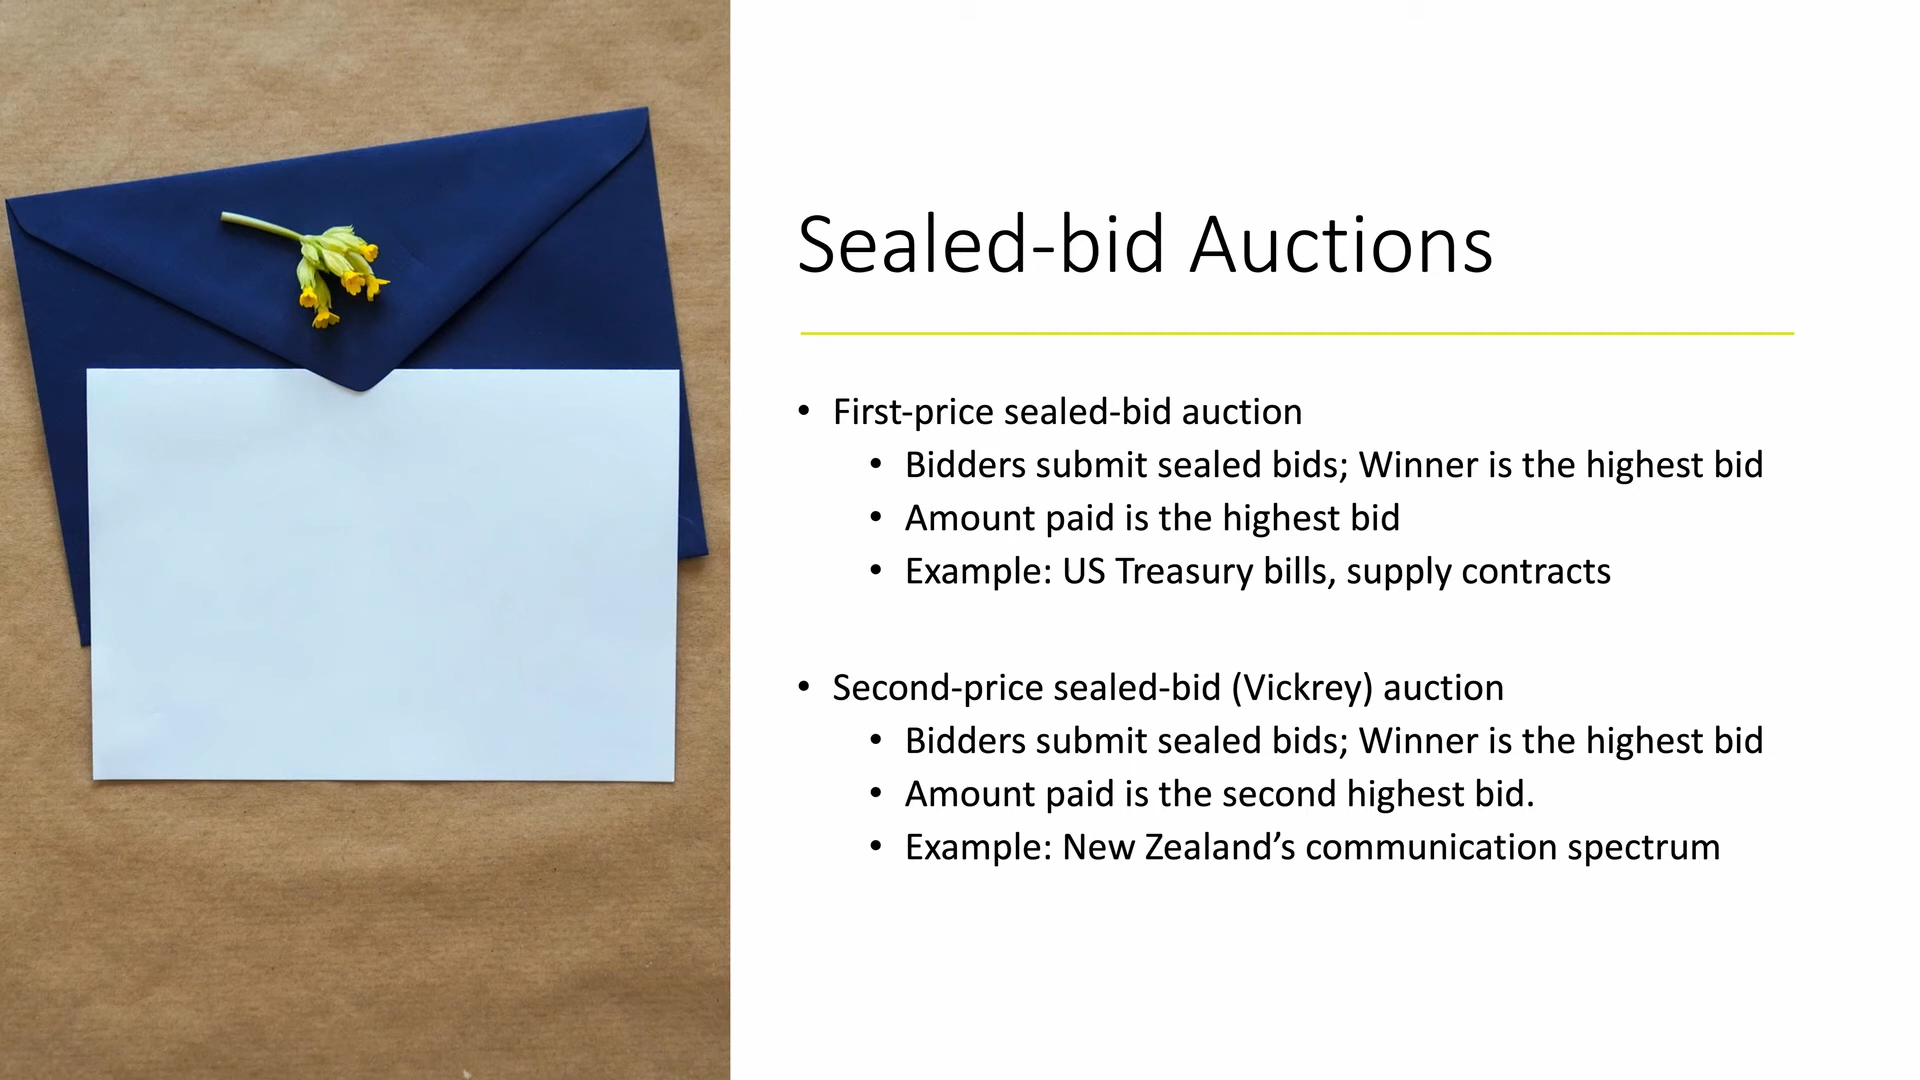 Sealed-bid Auctions
• First-price sealed-bid auction
• Bidders submit sealed bids; Winner is the highest bid
• Amount paid is the highest bid
• Example: US Treasury bills, supply contracts
• Second-price sealed-bid (Vickrey) auction
• Bidders submit sealed bids; Winner is the highest bid
• Amount paid is the second highest bid.
• Example: New Zealand’s communication spectrum